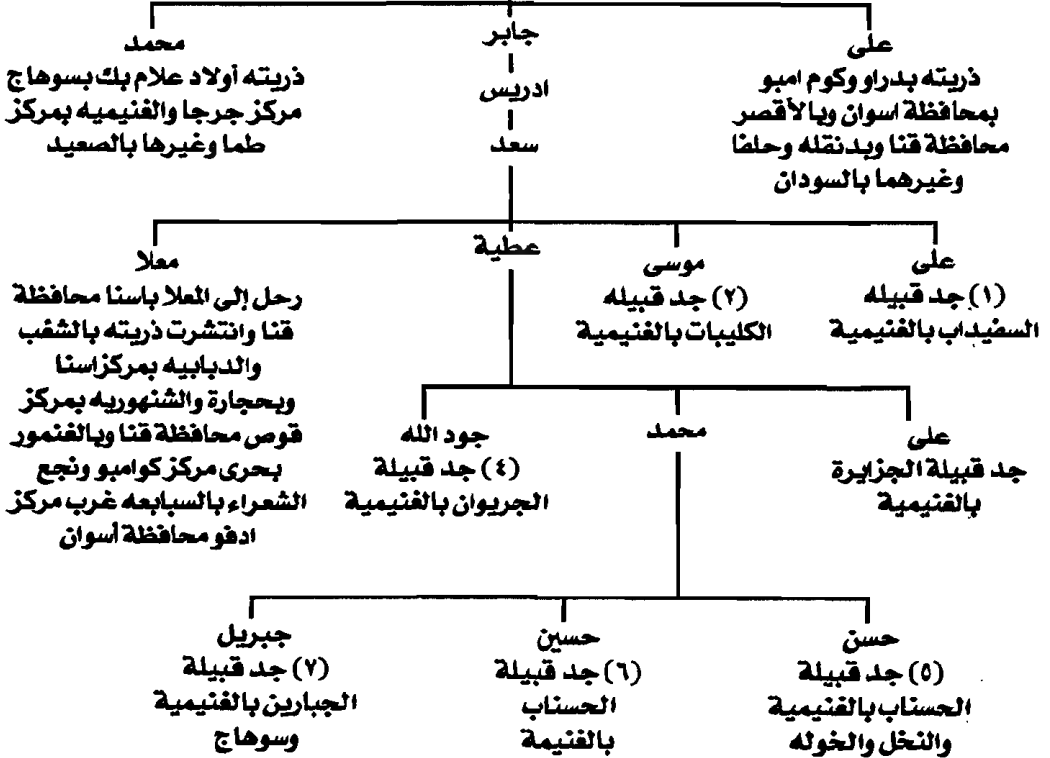 على
ذريته بدراو وكوم امبو
بمحافظة اسوان وبالأقصر
محافظة قنا وبدنقله وحلفا
وغيرهما بالسودان
جابر
ادريس
سعد
محمد
ذريته أولاد علام بك بسوهاج
مركز جرجا والغنيميه بمركز
طما وغيرها بالصعيد
على
(١) جد قبيله
السفيداب بالغنيمية
موسى
(٢) جد قبيله
الكليبات بالغنيمية
عطية
معلا
رحل إلى المعلا باسنا محافظة
قنا وانتشرت ذريته بالشغب
والدبابيه بمركز اسنا
وبحجارة والشنهوريه بمركز
قوص محافظة قنا وبالغنمور
بحرى مركز كوامبو ونجع
الشعراء بالسبابعه غرب مركز
ادفو محافظة أسوان
على
جد قبيلة الجزايرة
بالغنيمية
محمد
جود الله
(٤) جد قبيلة
الجريوان بالغنيمية
حسن
(٥) جد قبيلة
الحسناب بالغنيمية
والنخل والخوله
حسين
(٦) جد قبيلة
الحسناب
بالغنيمة
جبريل
(٧) جد قبيلة
الجبارين بالغنيمية
وسوهاج